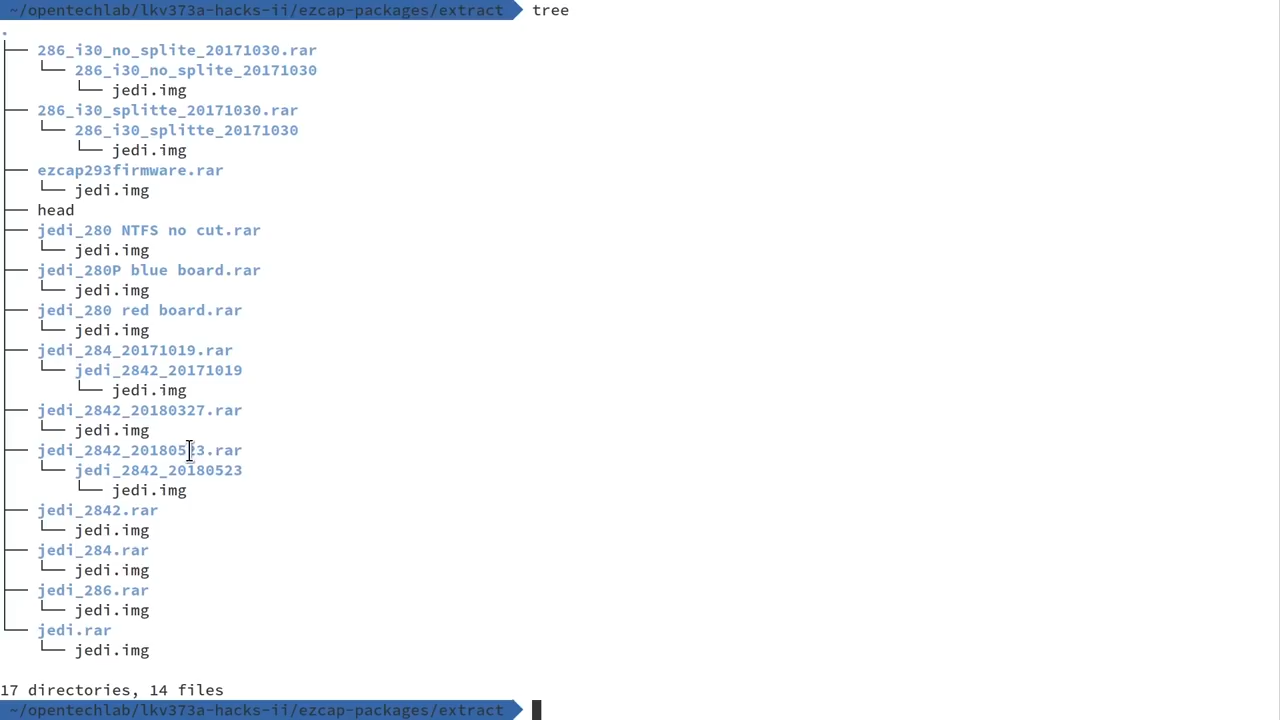 ~/opentechlab/lkv373a-hacks-ii/ezcap-packages/extract tree
.
├── 286_i30_no_splite_20171030.rar
│   └── 286_i30_no_splite_20171030
│       └── jedi.img
├── 286_i30_splitte_20171030.rar
│   └── 286_i30_splitte_20171030
│       └── jedi.img
├── ezcap293firmware.rar
│   └── jedi.img
├── head
├── jedi_280 NTFS no cut.rar
│   └── jedi.img
├── jedi_280P blue board.rar
│   └── jedi.img
├── jedi_280 red board.rar
│   └── jedi.img
├── jedi_284_20171019.rar
│   └── jedi_2842_20171019
│       └── jedi.img
├── jedi_2842_20180327.rar
│   └── jedi.img
├── jedi_2842_20180523.rar
│   └── jedi_2842_20180523
│       └── jedi.img
├── jedi_2842.rar
│   └── jedi.img
├── jedi_284.rar
│   └── jedi.img
├── jedi_286.rar
│   └── jedi.img
└── jedi.rar
    └── jedi.img
17 directories, 14 files
~/opentechlab/lkv373a-hacks-ii/ezcap-packages/extract